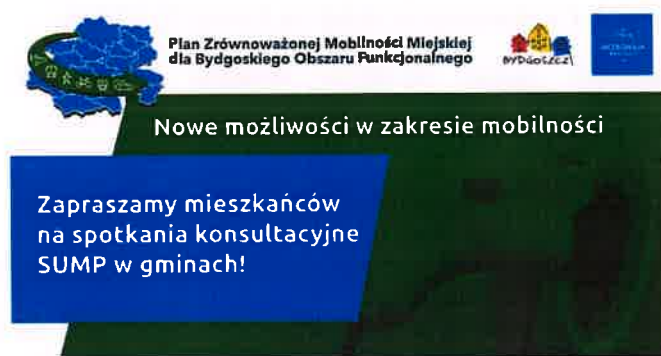 Plan Zrównoważonej Mobilności Miejskiej
dla Bydgoskiego Obszaru Funkcjonalnego
BYDGOSZCZ
Nowe możliwości w zakresie mobilności
Zapraszamy mieszkańców
na spotkania konsultacyjne
SUMP w gminach!